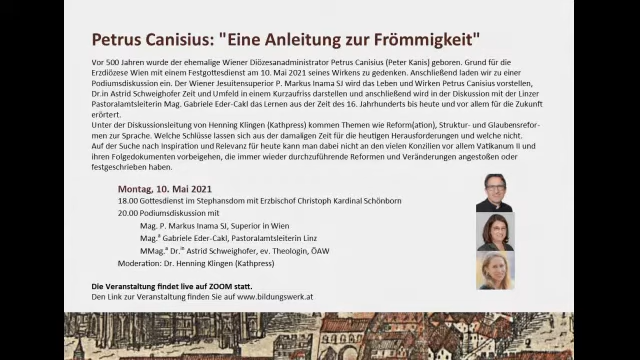 Petrus Canisius: "Eine Anleitung zur Frömmigkeit"
Vor 500 Jahren wurde der ehemalige Wiener Diözesanadministrator Petrus Canisius (Peter Kanis) geboren. Grund für die
Erzdiözese Wien mit einem Festgottesdienst am 10. Mai 2021 seines Wirkens zu gedenken. Anschließend laden wir zu einer
Podiumsdiskussion ein. Der Wiener Jesuitensuperior P. Markus Inama SJ wird das Leben und Wirken Petrus Canisius vorstellen,
Dr.in Astrid Schweighofer Zeit und Umfeld in einem Kurzaufriss darstellen und anschließend wird in der Diskussion mit der Linzer
Pastoralamtsleiterin Mag. Gabriele Eder-Cakl das Lernen aus der Zeit des 16. Jahrhunderts bis heute und vor allem für die Zukunft
erörtert.
Unter der Diskussionsleitung von Henning Klingen (Kathpress) kommen Themen wie Reform(ation), Struktur- und Glaubensrefor-
men zur Sprache. Welche Schlüsse lassen sich aus der damaligen Zeit für die heutigen Herausforderungen und welche nicht.
Auf der Suche nach Inspiration und Relevanz für heute kann man dabei nicht an den vielen Konzilien vor allem Vatikanum II und
ihren Folgedokumenten vorbeigehen, die immer wieder durchzuführende Reformen und Veränderungen angestoßen oder
festgeschrieben haben.
Montag, 10. Mai 2021
18.00 Gottesdienst im Stephansdom mit Erzbischof Christoph Kardinal Schönborn
20.00 Podiumsdiskussion mit
Mag. P. Markus Inama SJ, Superior in Wien
Mag.ª Gabriele Eder-Cakl, Pastoralamtsleiterin Linz
MMag.ª Dr.ⁱⁿ Astrid Schweighofer, ev. Theologin, ÖAW
Moderation: Dr. Henning Klingen (Kathpress)
Die Veranstaltung findet live auf ZOOM statt.
Den Link zur Veranstaltung finden Sie auf www.bildungswerk.at